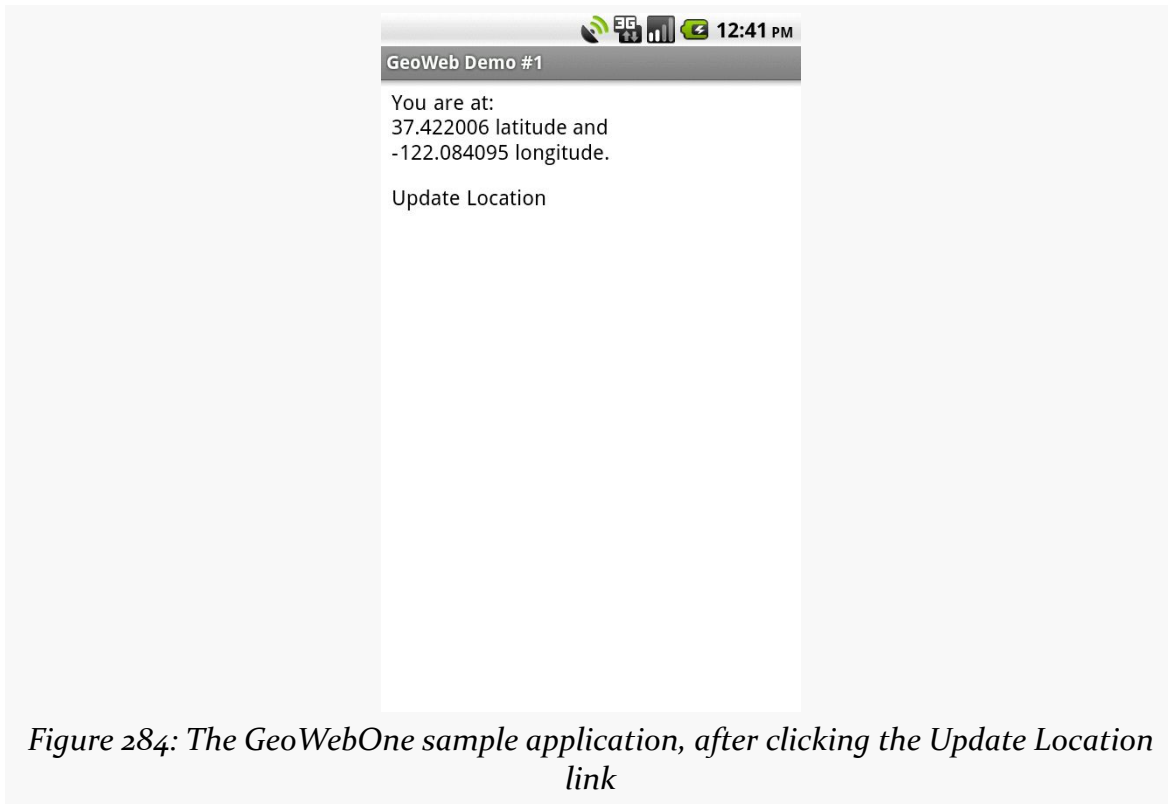 3G 12:41 PM
GeoWeb Demo #1
You are at:
37.422006 latitude and
-122.084095 longitude.
Update Location
Figure 284: The GeoWebOne sample application, after clicking the Update Location
link